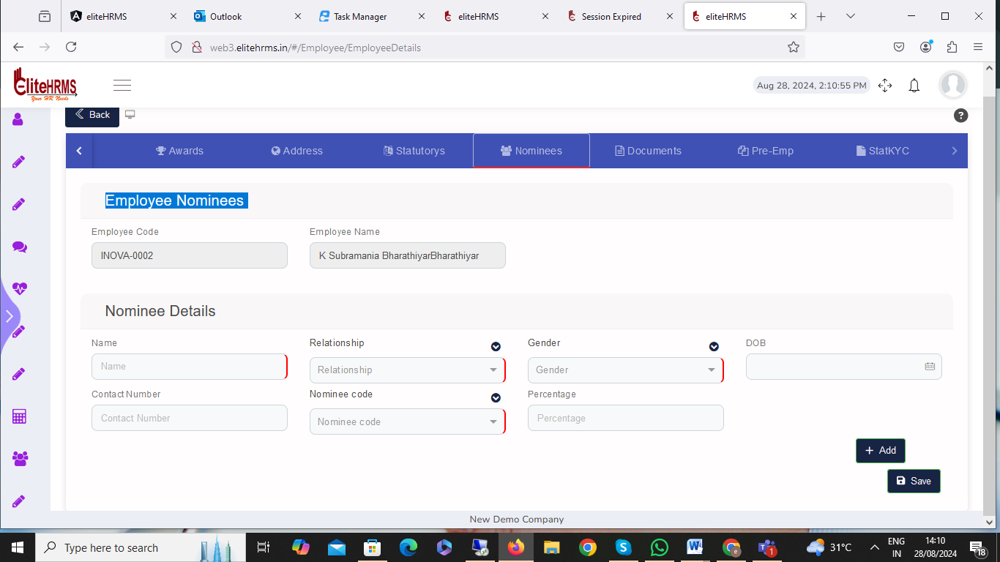 eliteHRMS
Outlook
Task Manager
eliteHRMS
Session Expired
eliteHRMS
web3.elitehrms.in/#/Employee/EmployeeDetails
EliteHRMS
Your HR Needs
Aug 28, 2024, 2:10:55 PM
Back
?
Awards
Address
Statutorys
Nominees
Documents
Pre-Emp
StatKYC
Employee Nominees
Employee Code
Employee Name
INOVA-0002
K Subramania BharathiyarBharathiyar
Nominee Details
Name
Relationship
Gender
DOB
Name
Relationship
Gender
Contact Number
Nominee code
Percentage
Contact Number
Nominee code
Percentage
+ Add
Save
New Demo Company
Type here to search
31°C
ENG
IN
14:10
28/08/2024
18
1